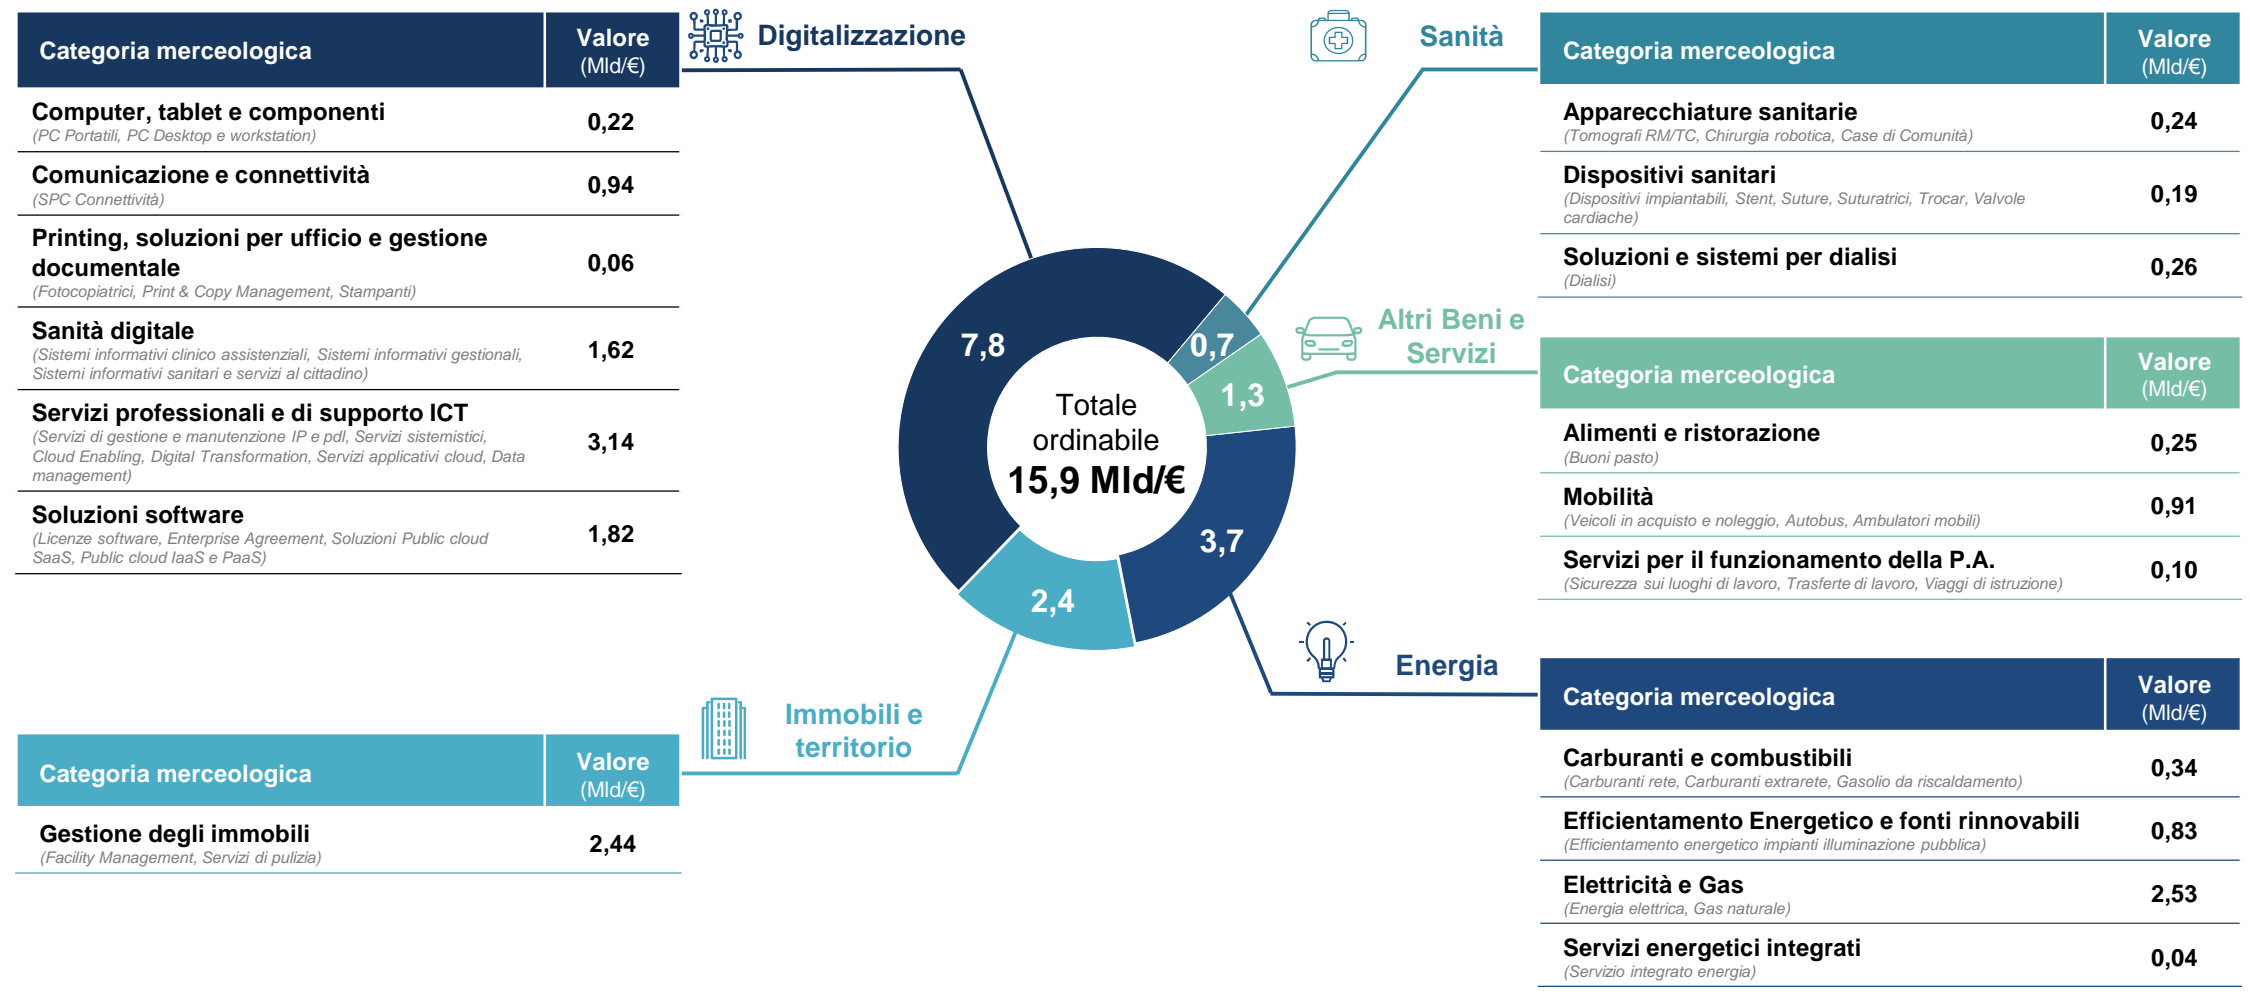 Digitalizzazione
Categoria merceologica
Valore
(Mld/€)
Computer, tablet e componenti
(PC Portatili, PC Desktop e workstation)
0,22
Comunicazione e connettività
(SPC Connettività)
0,94
Printing, soluzioni per ufficio e gestione
documentale
(Fotocopiatrici, Print & Copy Management, Stampanti)
0,06
Sanità digitale
(Sistemi informativi clinico assistenziali, Sistemi informativi gestionali,
Sistemi informativi sanitari e servizi al cittadino)
1,62
Servizi professionali e di supporto ICT
(Servizi di gestione e manutenzione IP e pdl, Servizi sistemistici,
Cloud Enabling, Digital Transformation, Servizi applicativi cloud, Data
management)
3,14
Soluzioni software
(Licenze software, Enterprise Agreement, Soluzioni Public cloud
SaaS, Public cloud IaaS e PaaS)
1,82
Immobili e
territorio
Categoria merceologica
Valore
(Mld/€)
Gestione degli immobili
(Facility Management, Servizi di pulizia)
2,44
7,8
0,7
1,3
3,7
2,4
Totale
ordinabile
15,9 Mld/€
Sanità
Categoria merceologica
Valore
(Mld/€)
Apparecchiature sanitarie
(Tomografi RM/TC, Chirurgia robotica, Case di Comunità)
0,24
Dispositivi sanitari
(Dispositivi impiantabili, Stent, Suture, Suturatrici, Trocar, Valvole
cardiache)
0,19
Soluzioni e sistemi per dialisi
(Dialisi)
0,26
Altri Beni e
Servizi
Categoria merceologica
Valore
(Mld/€)
Alimenti e ristorazione
(Buoni pasto)
0,25
Mobilità
(Veicoli in acquisto e noleggio, Autobus, Ambulatori mobili)
0,91
Servizi per il funzionamento della P.A.
(Sicurezza sui luoghi di lavoro, Trasferte di lavoro, Viaggi di istruzione)
0,10
Energia
Categoria merceologica
Valore
(Mld/€)
Carburanti e combustibili
(Carburanti rete, Carburanti extrarete, Gasolio da riscaldamento)
0,34
Efficientamento Energetico e fonti rinnovabili
(Efficientamento energetico impianti illuminazione pubblica)
0,83
Elettricità e Gas
(Energia elettrica, Gas naturale)
2,53
Servizi energetici integrati
(Servizio integrato energia)
0,04